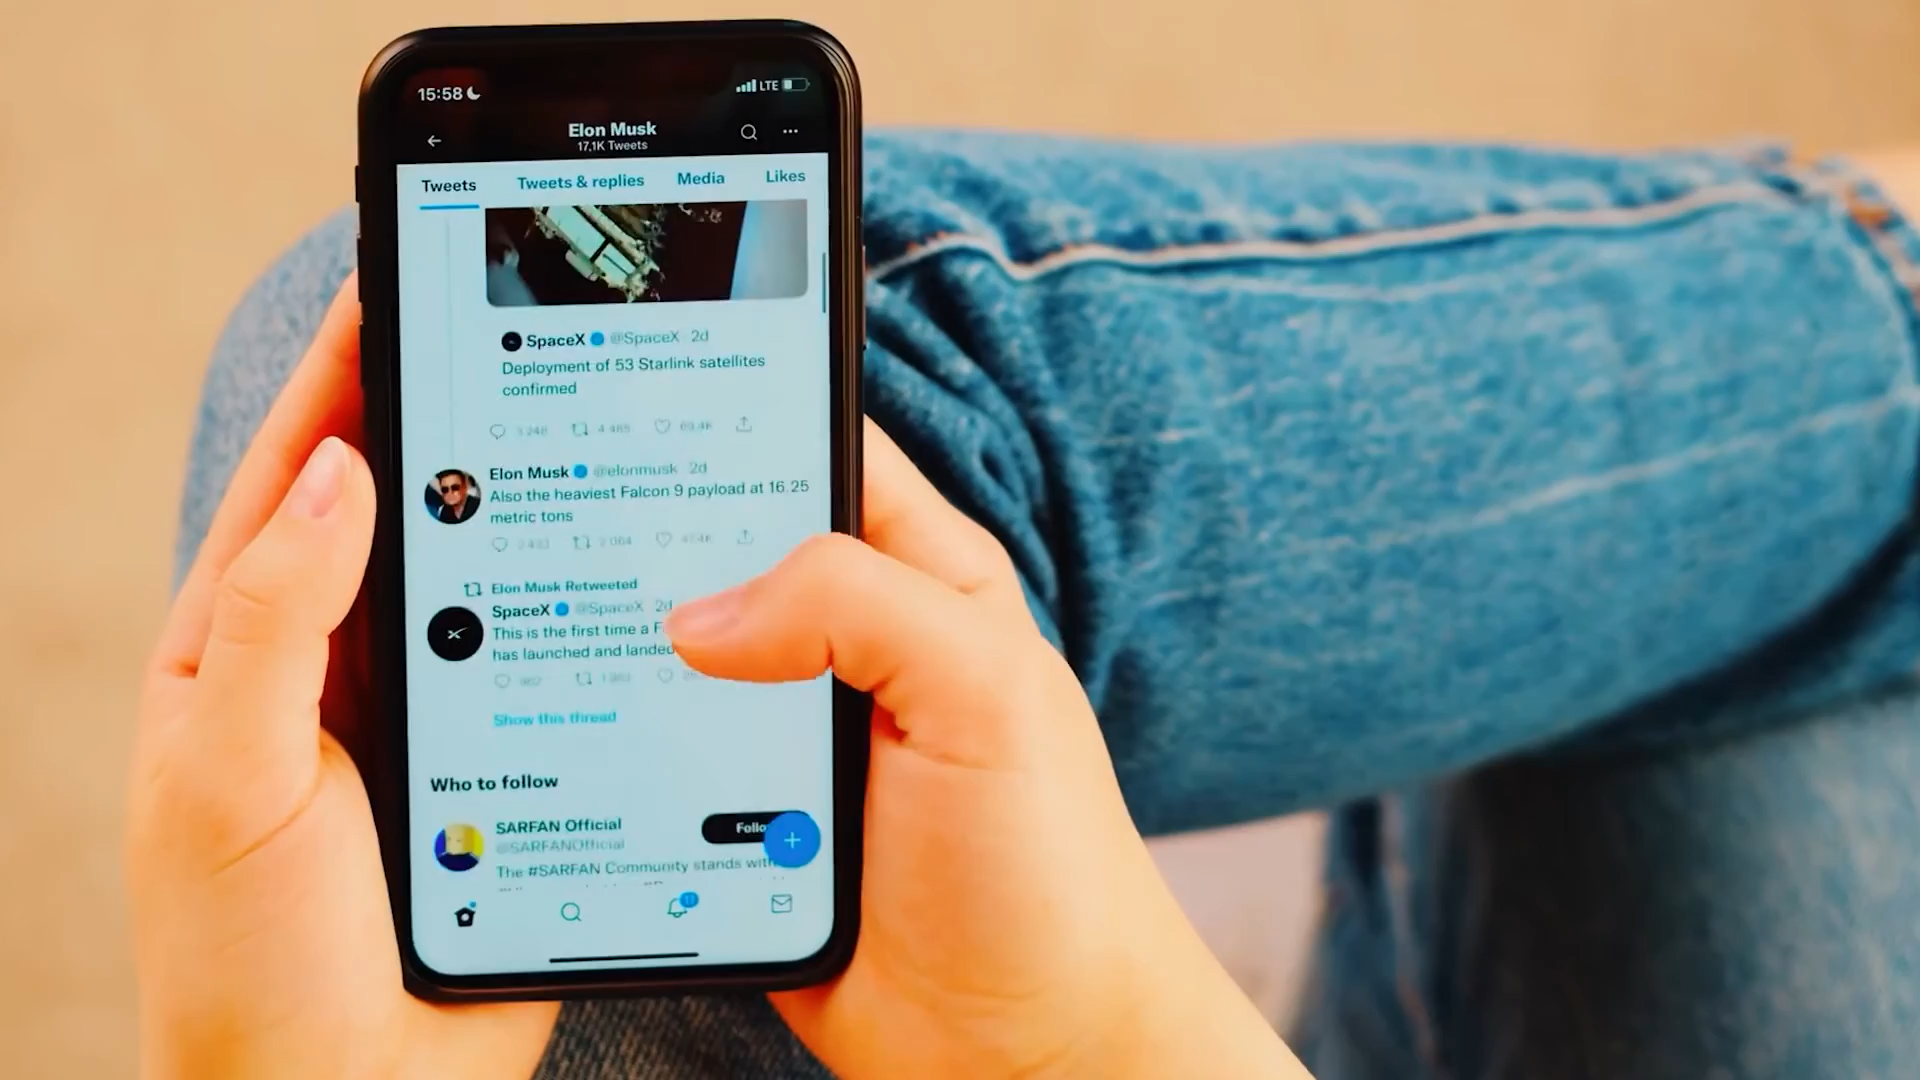 15:58
LTE
Elon Musk
17,1K Tweets
Tweets
Tweets & replies
Media
Likes
SpaceX @SpaceX 2d
Deployment of 53 Starlink satellites
confirmed
Elon Musk @elonmusk 2d
Also the heaviest Falcon 9 payload at 16.25
metric tons
Elon Musk Retweeted
SpaceX @SpaceX 2d
This is the first time a F
has launched and landed
Show this thread
Who to follow
SARFAN Official
@SARFANOfficial
Follo
The #SARFAN Community stands with